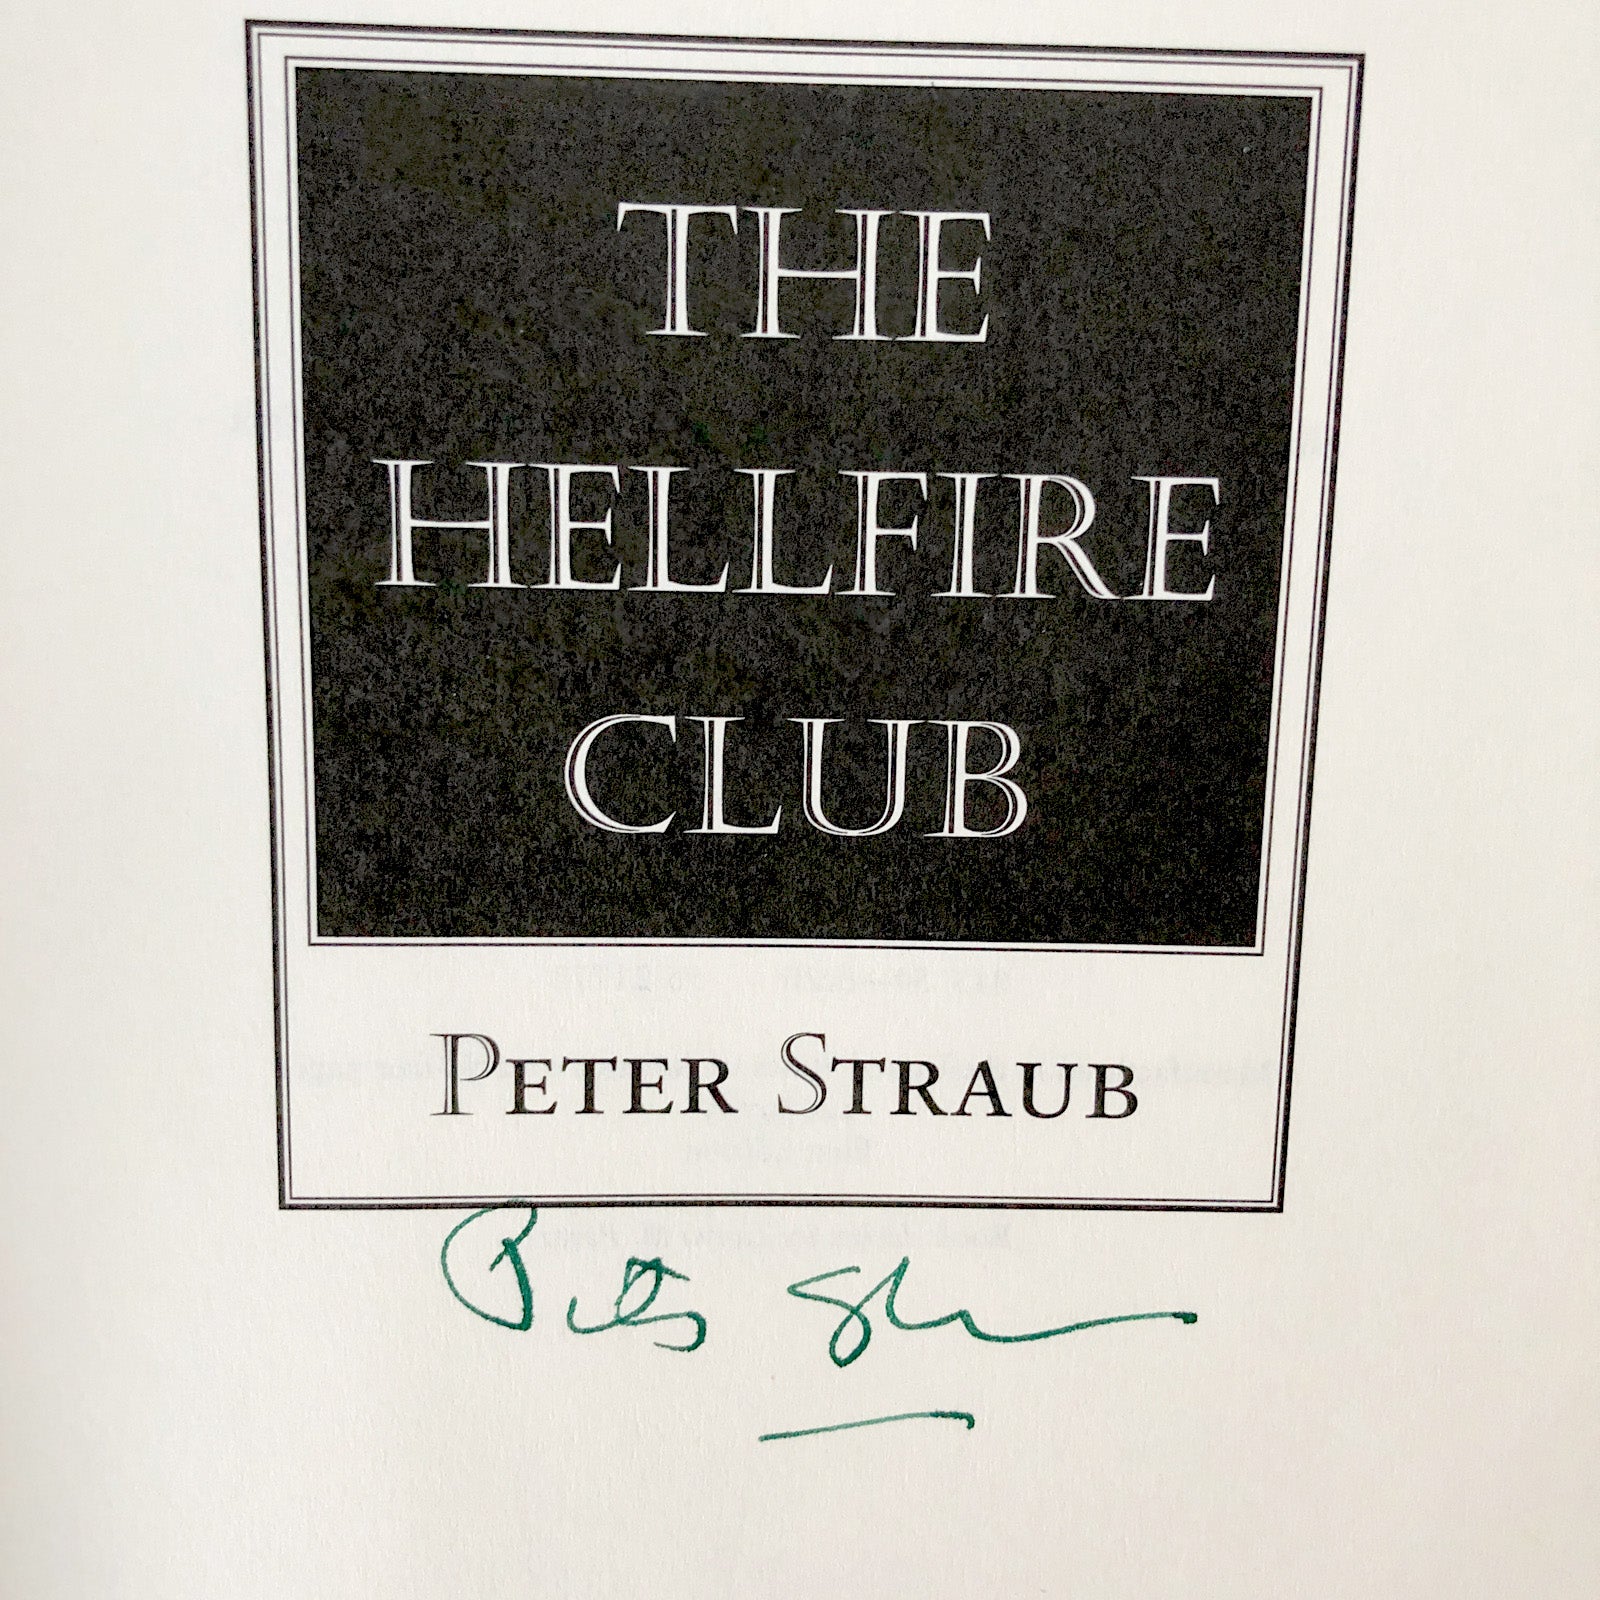 THE
HELLFIRE
CLUB
PETER STRAUB